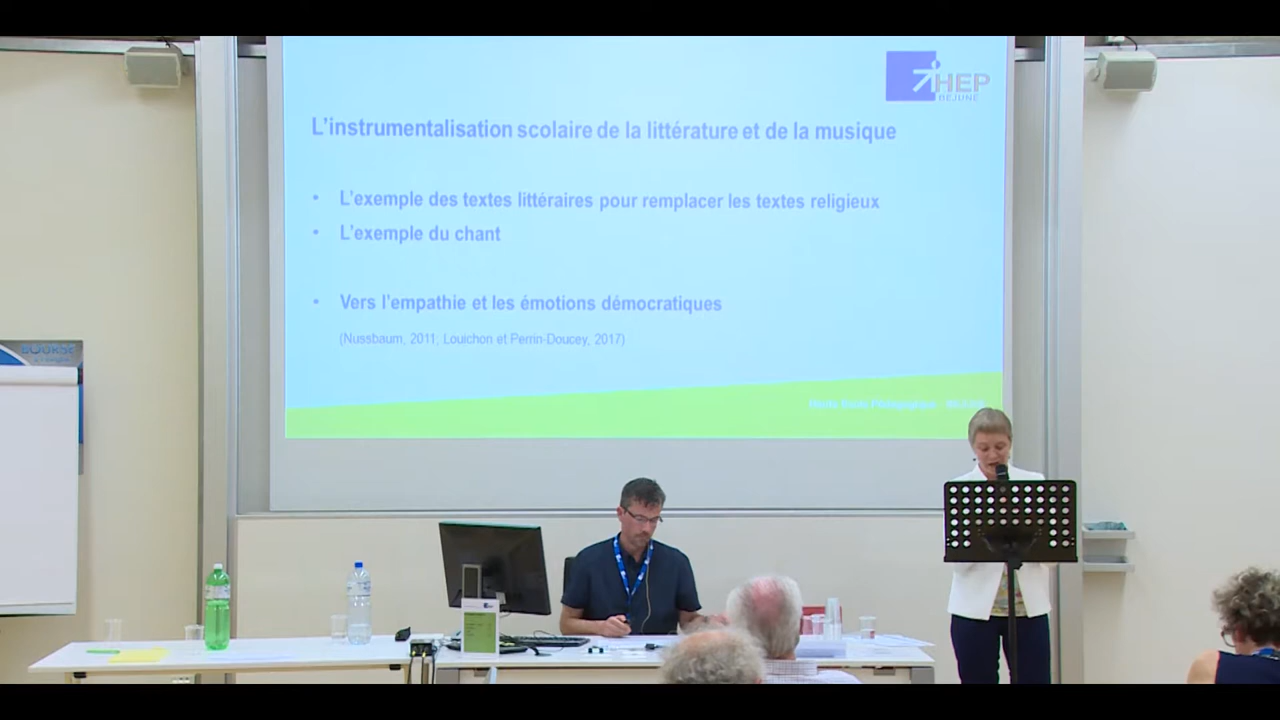 HEP
BEJUNE
L'instrumentalisation scolaire de la littérature et de la musique
• L'exemple des textes littéraires pour remplacer les textes religieux
• L'exemple du chant
• Vers l'empathie et les émotions démocratiques
(Nussbaum, 2011; Louichon et Perrin-Doucey, 2017)
BOURSE